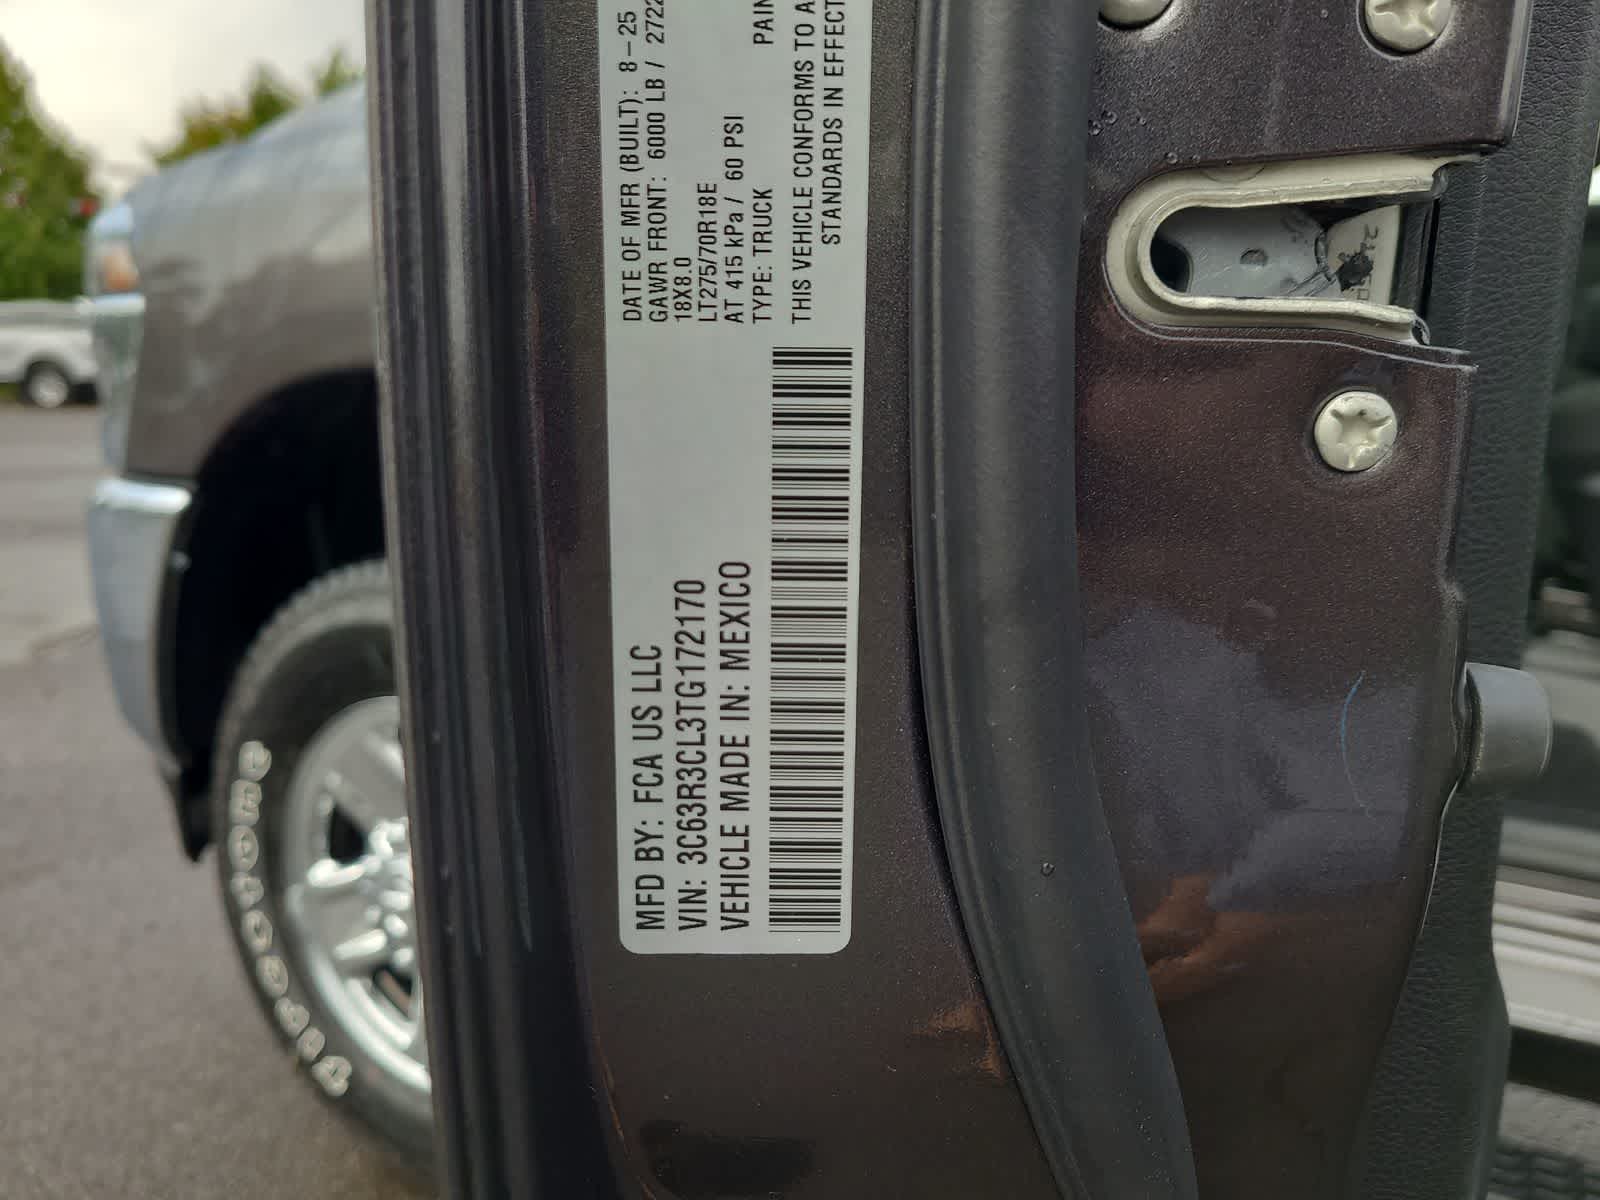 MFD BY: FCA US LLC
VIN: 3C63R3CL3TG172170
VEHICLE MADE IN: MEXICO
DATE OF MFR (BUILT): 8-25
GAWR FRONT: 6000 LB / 2722
18X8.0
LT275/70R18E
AT 415 kPa / 60 PSI
TYPE: TRUCK
PAIN
THIS VEHICLE CONFORMS TO A
STANDARDS IN EFFECT